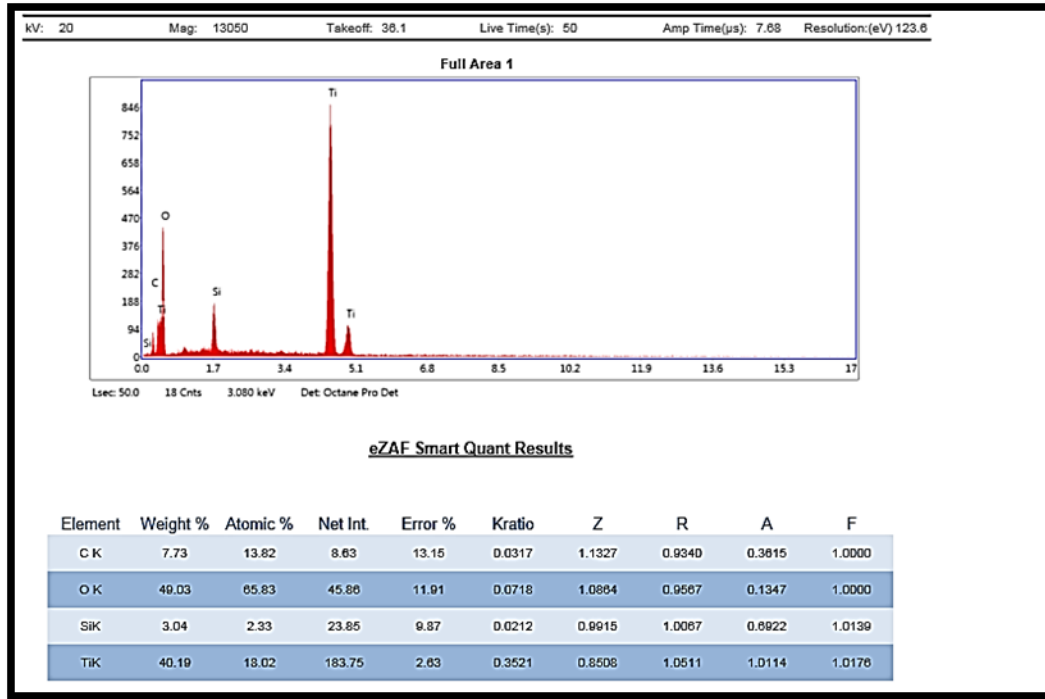 kV: 20 Mag: 13050 Takeoff: 36.1 Live Time(s): 50 Amp Time(µs): 7.68 Resolution:(eV) 123.6
Full Area 1
846
752
658
564
470
376
282
188
94
0
Ti
O
C
Ti
Si
Si
Ti
0.0 1.7 3.4 5.1 6.8 8.5 10.2 11.9 13.6 15.3 17
Lsec: 50.0 18 Cnts 3.080 keV Det: Octane Pro Det
eZAF Smart Quant Results
Element Weight % Atomic % Net Int. Error % Kratio Z R A F
C K 7.73 13.82 8.63 13.15 0.0317 1.1327 0.9340 0.3615 1.0000
O K 49.03 65.83 45.86 11.91 0.0718 1.0864 0.9567 0.1347 1.0000
SiK 3.04 2.33 23.85 9.87 0.0212 0.9915 1.0067 0.6922 1.0139
TiK 40.19 18.02 183.75 2.63 0.3521 0.8508 1.0511 1.0114 1.0176